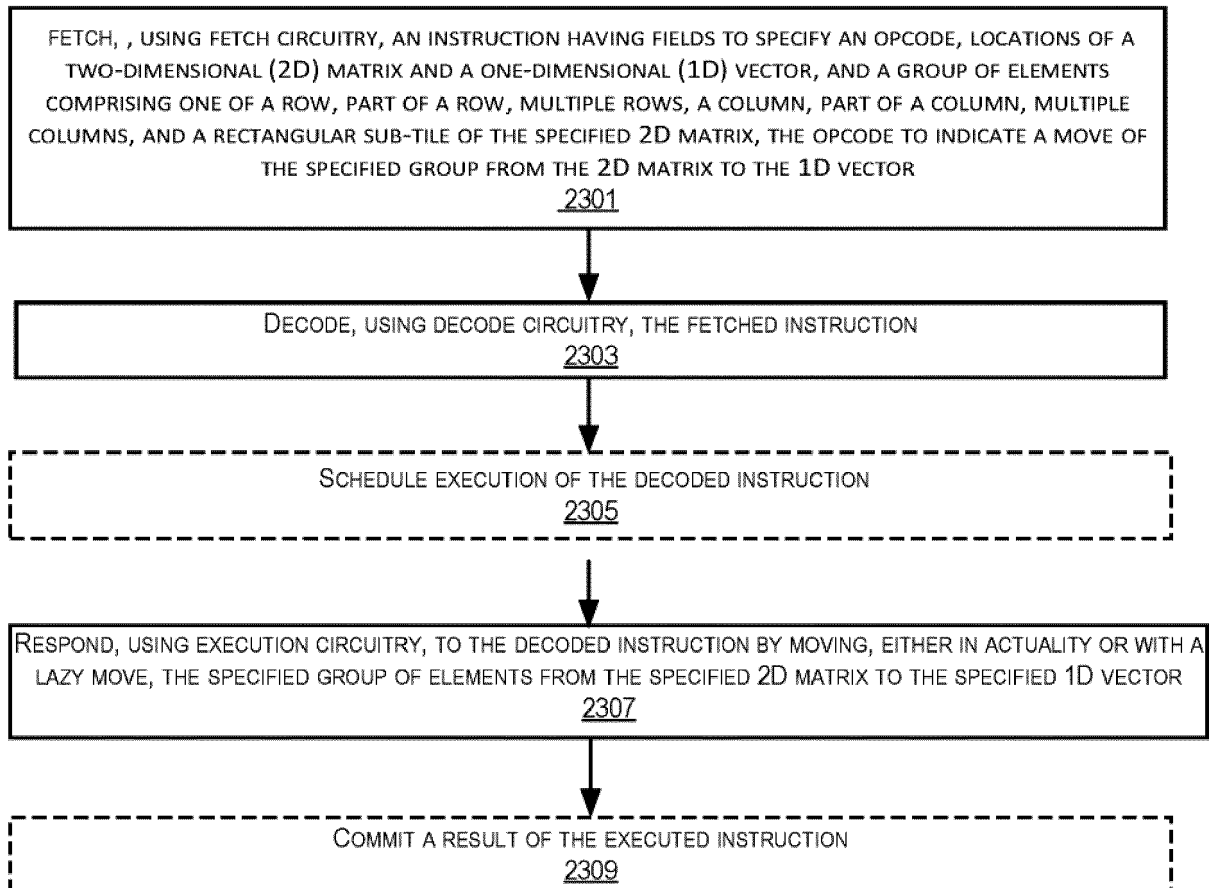 FETCH, , USING FETCH CIRCUITRY, AN INSTRUCTION HAVING FIELDS TO SPECIFY AN OPCODE, LOCATIONS OF A
TWO-DIMENSIONAL (2D) MATRIX AND A ONE-DIMENSIONAL (1D) VECTOR, AND A GROUP OF ELEMENTS
COMPRISING ONE OF A ROW, PART OF A ROW, MULTIPLE ROWS, A COLUMN, PART OF A COLUMN, MULTIPLE
COLUMNS, AND A RECTANGULAR SUB-TILE OF THE SPECIFIED 2D MATRIX, THE OPCODE TO INDICATE A MOVE OF
THE SPECIFIED GROUP FROM THE 2D MATRIX TO THE 1D VECTOR
2301
DECODE, USING DECODE CIRCUITRY, THE FETCHED INSTRUCTION
2303
SCHEDULE EXECUTION OF THE DECODED INSTRUCTION
2305
RESPOND, USING EXECUTION CIRCUITRY, TO THE DECODED INSTRUCTION BY MOVING, EITHER IN ACTUALITY OR WITH A
LAZY MOVE, THE SPECIFIED GROUP OF ELEMENTS FROM THE SPECIFIED 2D MATRIX TO THE SPECIFIED 1D VECTOR
2307
COMMIT A RESULT OF THE EXECUTED INSTRUCTION
2309